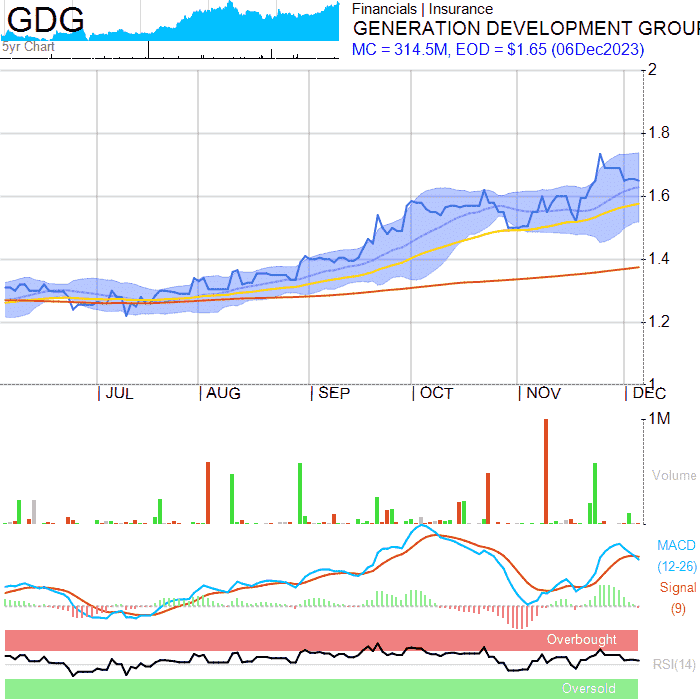 GDG
5yr Chart
Financials | Insurance
GENERATION DEVELOPMENT GROU
MC = 314.5M, EOD = $1.65 (06Dec2023)
2
1.8
1.6
1.4
1.2
1
JUL AUG SEP OCT NOV DEC
1M
Volume
MACD
(12-26)
Signal
(9)
Overbought
RSI(14)
Oversold